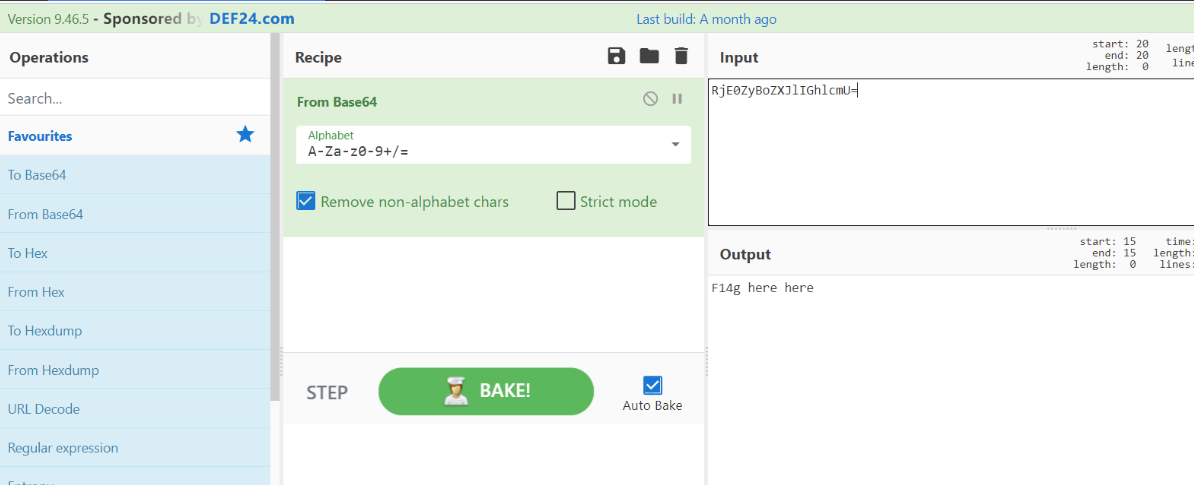 Version 9.46.5 - Sponsored by DEF24.com
Last build: A month ago
Operations
Search...
Favourites
To Base64
From Base64
To Hex
From Hex
To Hexdump
From Hexdump
URL Decode
Regular expression
Entropy
Recipe
From Base64
Alphabet
A-Za-z0-9+/=
Remove non-alphabet chars
Strict mode
STEP
BAKE!
Auto Bake
Input
start: 20
end: 20
length: 0
RjE0ZyBoZXJlIGhlcmU=
Output
start: 15
end: 15
length: 0
time:
length:
lines:
F14g here here